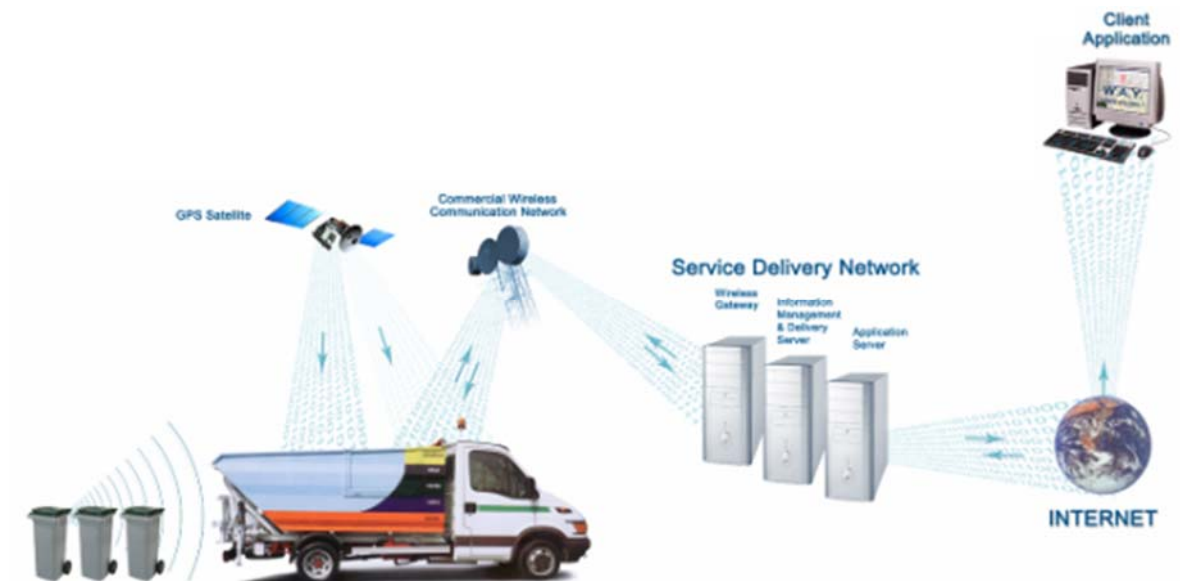 Client
Application
W.A.Y.
GPS Satellite
Commercial Wireless
Communication Network
Service Delivery Network
Wireless
Gateway
Information
Management
& Delivery
Server
Application
Server
INTERNET